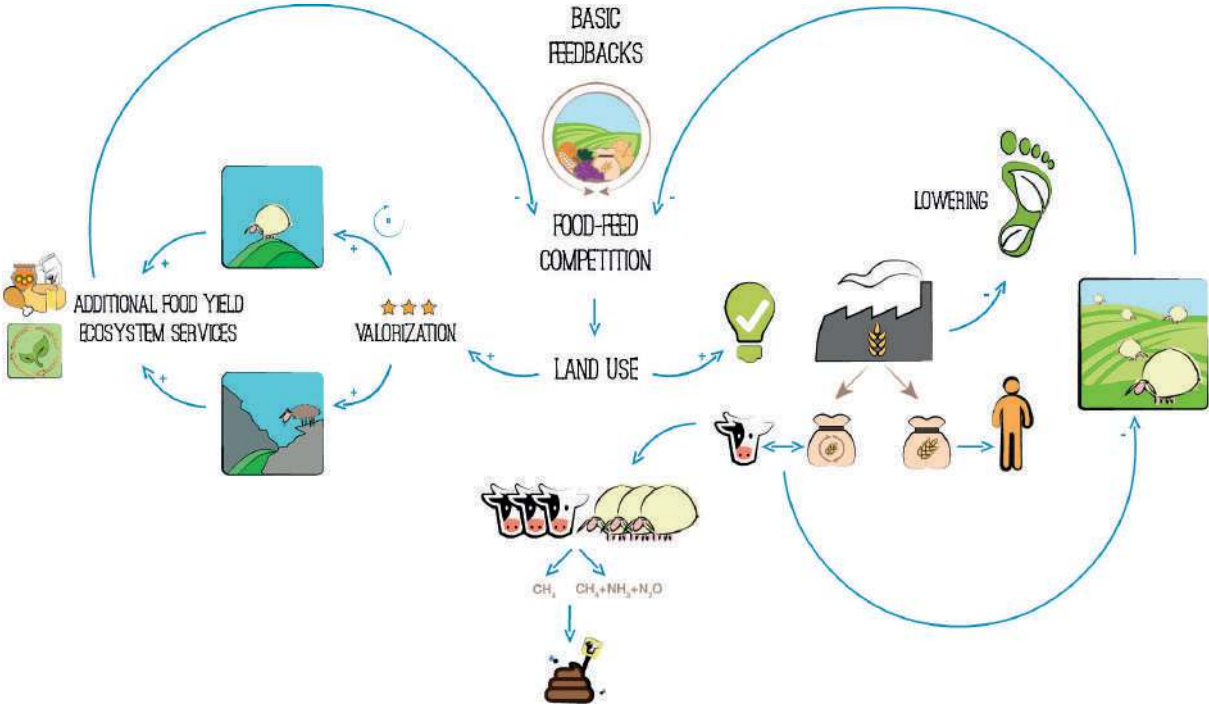 BASIC
FEEDBACKS
-
-
LOWERING
FOOD-FEED
COMPETITION
+
+
+
-
ADDITIONAL FOOD YIELD
ECOSYSTEM SERVICES
VALORIZATION
+
+
LAND USE
+
+
-
CH₄
CH₄+NH₃+N₂O